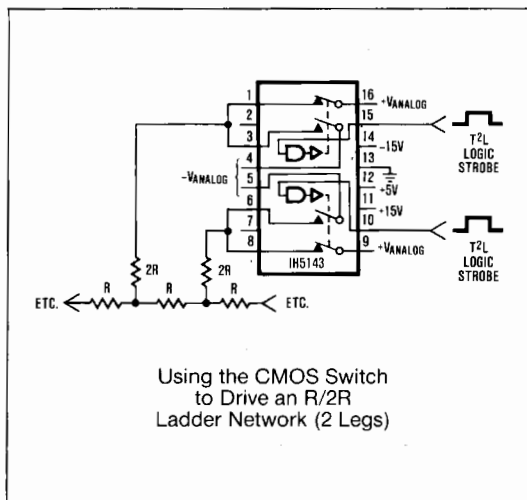 1
2
3
4
5
6
7
8
16
15
14
13
12
11
10
9
+VANALOG
T²L
LOGIC
STROBE
-15V
-VANALOG
+5V
+15V
T²L
LOGIC
STROBE
+VANALOG
IH5143
2R
2R
ETC.
R
R
R
ETC.
Using the CMOS Switch
to Drive an R/2R
Ladder Network (2 Legs)